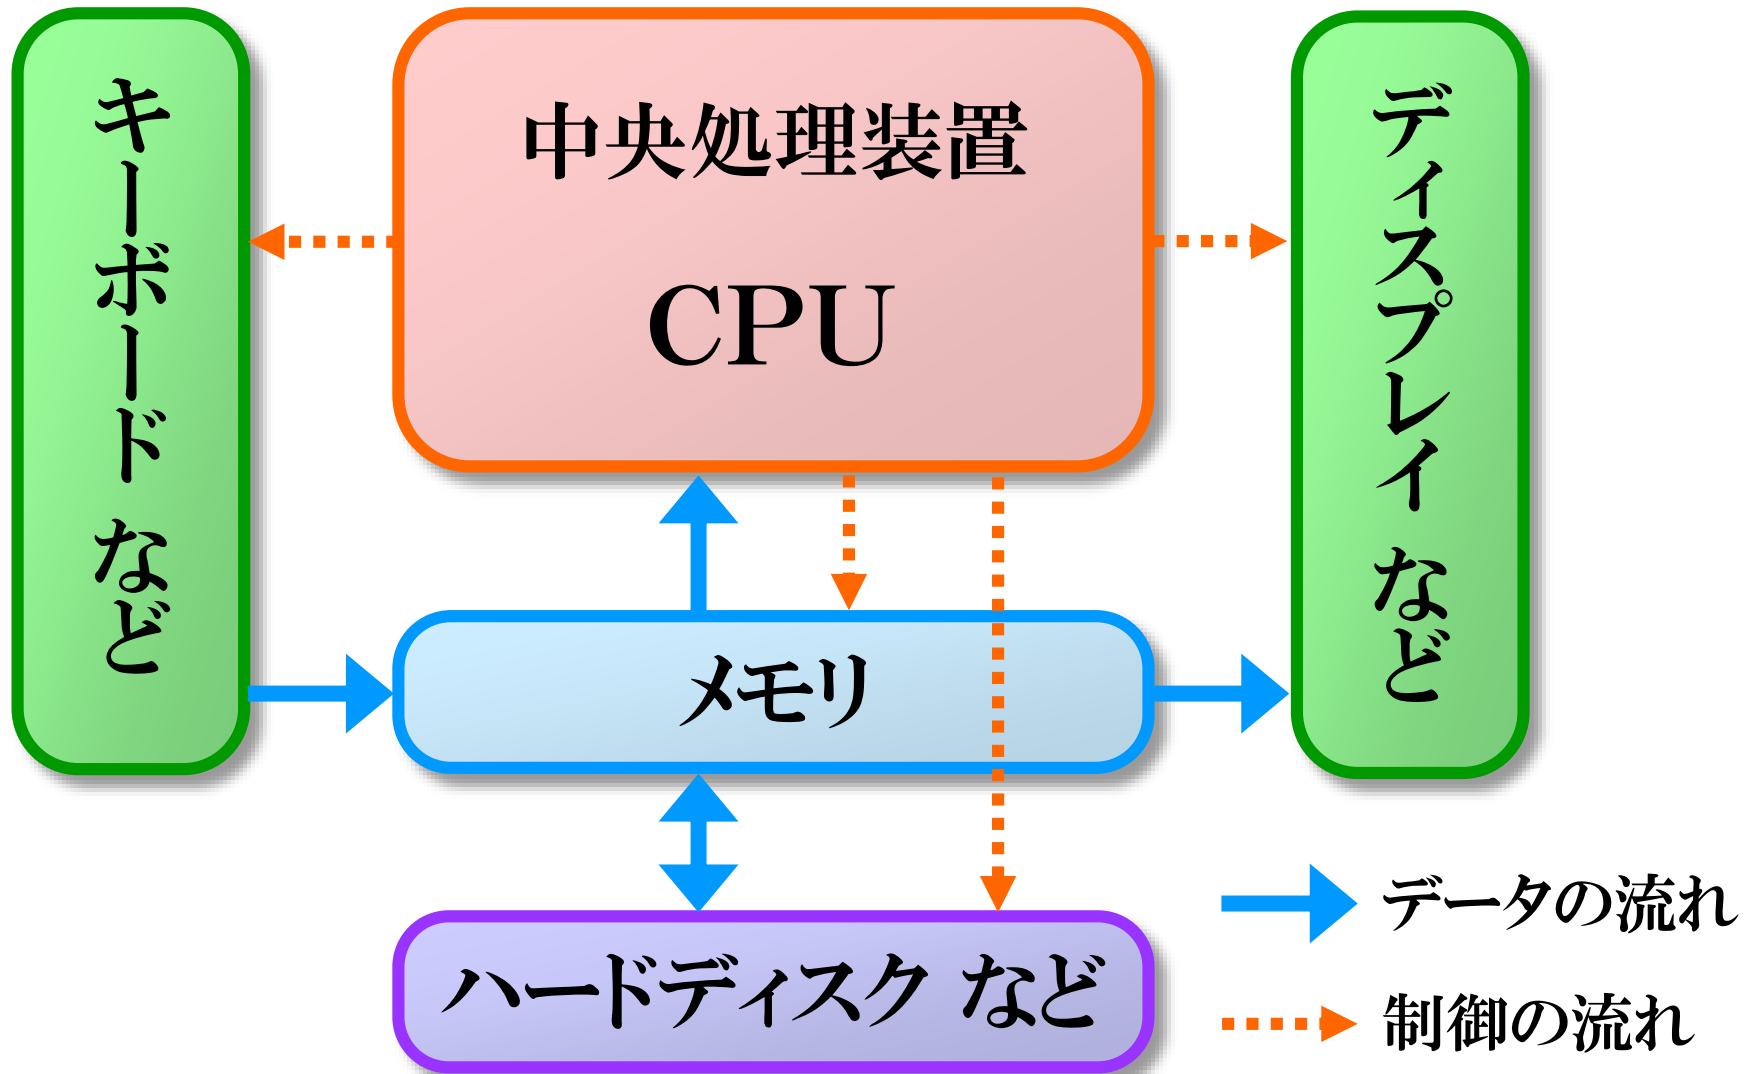 キーボード など
中央処理装置
CPU
ディスプレイ など
メモリ
ハードディスク など
データの流れ
制御の流れ